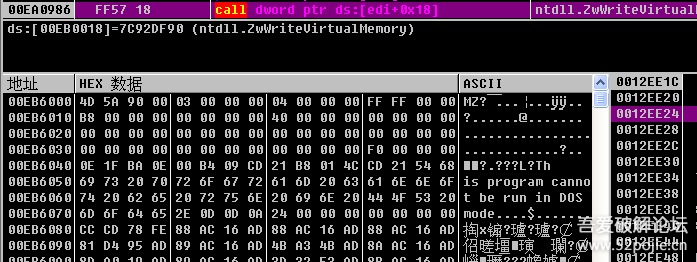 00EA0986 FF57 18 call dword ptr ds:[edi+0x18] ntdll.ZwWriteVirtual
ds:[00EB0018]=7C92DF90 (ntdll.ZwWriteVirtualMemory)
地址 HEX 数据 ASCII
00EB6000 4D 5A 90 00 03 00 00 00 04 00 00 00 FF FF 00 00
00EB6010 B8 00 00 00 00 00 00 00 40 00 00 00 00 00 00 00 ?.......@.......
00EB6020 00 00 00 00 00 00 00 00 00 00 00 00 00 00 00 00 ................
00EB6030 00 00 00 00 00 00 00 00 00 00 00 00 F0 00 00 00 ............?..
00EB6040 0E 1F BA 0E 00 B4 09 CD 21 B8 01 4C CD 21 54 68
00EB6050 69 73 20 70 72 6F 67 72 61 6D 20 63 61 6E 6E 6F is program canno
00EB6060 74 20 62 65 20 72 75 6E 20 69 6E 20 44 4F 53 20 t be run in DOS
00EB6070 6D 6F 64 65 2E 0D 0D 0A 24 00 00 00 00 00 00 00 mode....$.......
00EB6080 CC CD 78 FE 88 AC 16 AD 88 AC 16 AD 88 AC 16 AD
00EB6090 81 D4 95 AD 89 AC 16 AD 4B A3 4B AD 8A AC 16 AD
0012EE1C
0012EE20
0012EE24
0012EE28
0012EE2C
0012EE30
0012EE34
0012EE38
0012EE3C
0012EE40
0012EE44
吾爱破解论坛
www.52pojie.cn